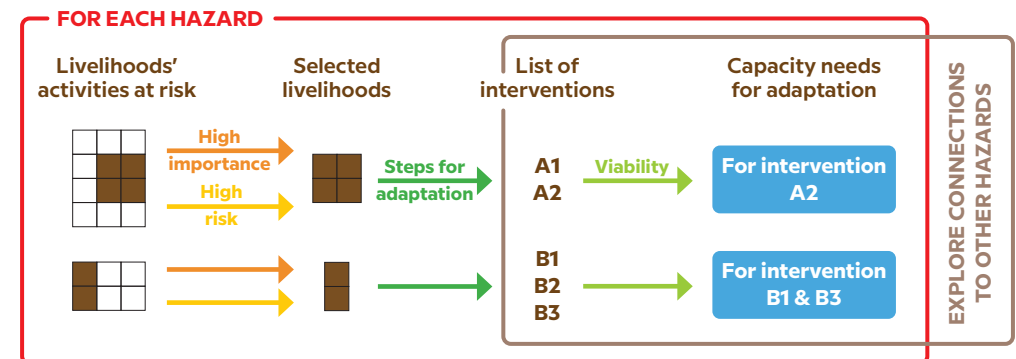 FOR EACH HAZARD
Livelihoods’
activities at risk
Selected
livelihoods
List of
interventions
Capacity needs
for adaptation
High
importance
High
risk
Steps for
adaptation
A1
A2
Viability
For intervention
A2
B1
B2
B3
For intervention
B1 & B3
EXPLORE CONNECTIONS
TO OTHER HAZARDS